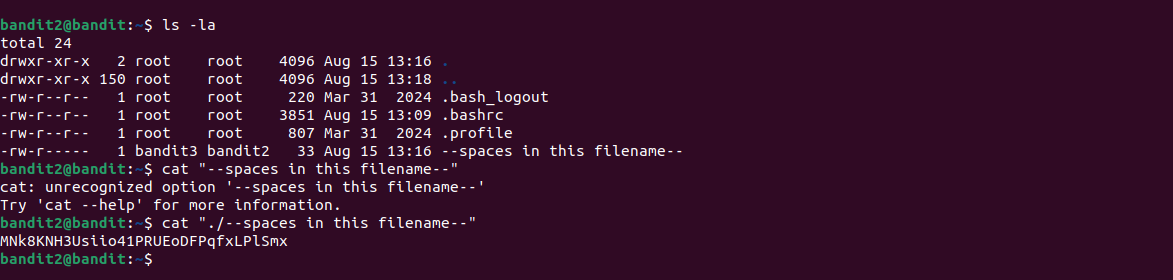 bandit2@bandit:~$ ls -la
total 24
drwxr-xr-x   2 root    root    4096 Aug 15 13:16 .
drwxr-xr-x 150 root    root    4096 Aug 15 13:18 ..
-rw-r--r--   1 root    root     220 Mar 31  2024 .bash_logout
-rw-r--r--   1 root    root    3851 Aug 15 13:09 .bashrc
-rw-r--r--   1 root    root     807 Mar 31  2024 .profile
-rw-r-----   1 bandit3 bandit2   33 Aug 15 13:16 --spaces in this filename--
bandit2@bandit:~$ cat "--spaces in this filename--"
cat: unrecognized option '--spaces in this filename--'
Try 'cat --help' for more information.
bandit2@bandit:~$ cat "./--spaces in this filename--"
MNk8KNH3Usiio41PRUEoDFPqfxLPlSmx
bandit2@bandit:~$